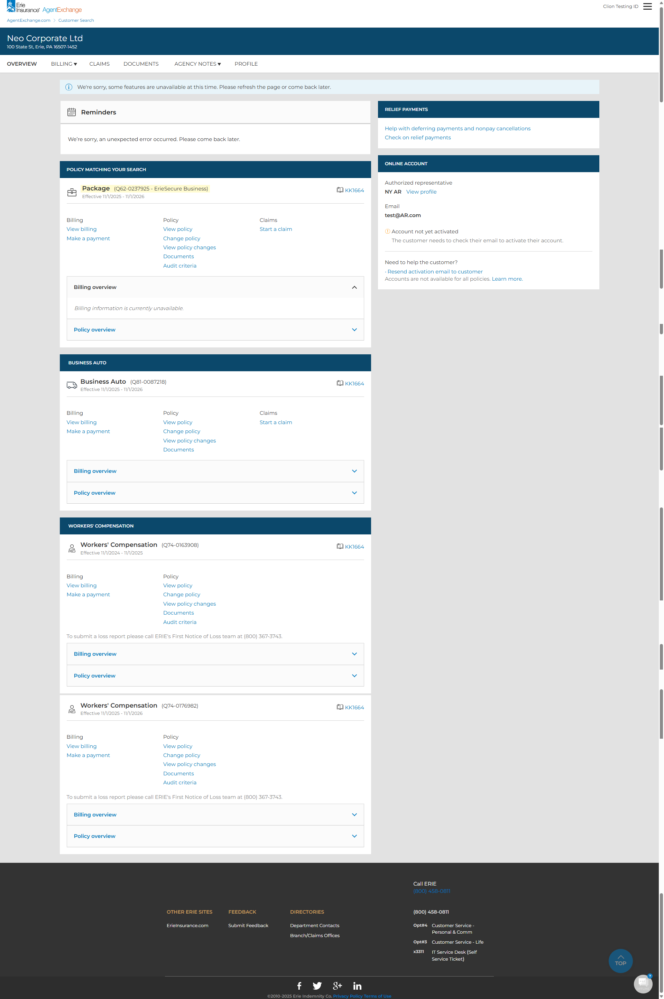 Erie
Insurance® AgentExchange
Clion Testing ID
AgentExchange.com > Customer Search
Neo Corporate Ltd
100 State St, Erie, PA 16507-1452
OVERVIEW BILLING CLAIMS DOCUMENTS AGENCY NOTES PROFILE
We're sorry, some features are unavailable at this time. Please refresh the page or come back later.
Reminders
We're sorry, an unexpected error occurred. Please come back later.
POLICY MATCHING YOUR SEARCH
Package (Q62-0237925 - ErieSecure Business)
Effective 11/1/2025 - 11/1/2026
KK1664
Billing
View billing
Make a payment
Policy
View policy
Change policy
View policy changes
Documents
Audit criteria
Claims
Start a claim
Billing overview
Billing information is currently unavailable.
Policy overview
BUSINESS AUTO
Business Auto (Q81-0087218)
Effective 11/1/2025 - 11/1/2026
KK1664
Billing
View billing
Make a payment
Policy
View policy
Change policy
View policy changes
Documents
Claims
Start a claim
Billing overview
Policy overview
WORKERS' COMPENSATION
Workers' Compensation (Q74-0163908)
Effective 11/1/2024 - 11/1/2025
KK1664
Billing
View billing
Make a payment
Policy
View policy
Change policy
View policy changes
Documents
Audit criteria
To submit a loss report please call ERIE's First Notice of Loss team at (800) 367-3743.
Billing overview
Policy overview
Workers' Compensation (Q74-0176982)
Effective 11/1/2025 - 11/1/2026
KK1664
Billing
View billing
Make a payment
Policy
View policy
Change policy
View policy changes
Documents
Audit criteria
To submit a loss report please call ERIE's First Notice of Loss team at (800) 367-3743.
Billing overview
Policy overview
RELIEF PAYMENTS
Help with deferring payments and nonpay cancellations
Check on relief payments
ONLINE ACCOUNT
Authorized representative
NY AR View profile
Email
test@AR.com
Account not yet activated
The customer needs to check their email to activate their account.
Need to help the customer?
• Resend activation email to customer
Accounts are not available for all policies. Learn more.
OTHER ERIE SITES
ErieInsurance.com
FEEDBACK
Submit Feedback
DIRECTORIES
Department Contacts
Branch/Claims Offices
Call ERIE
(800) 458-0811
(800) 458-0811
Opt#4 Customer Service -
Personal & Comm
Opt#3 Customer Service - Life
x3311 IT Service Desk (Self
Service Ticket)
TOP
?
©2010-2025 Erie Indemnity Co. Privacy Policy Terms of Use